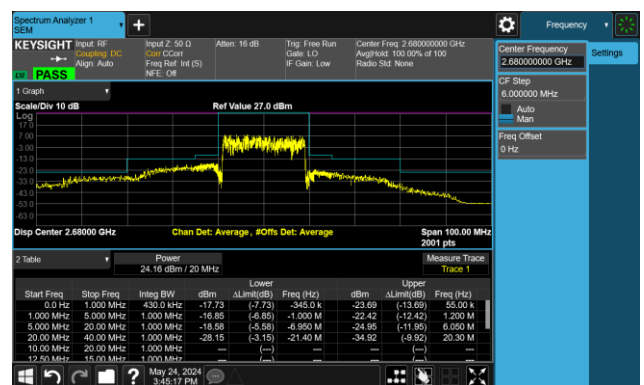 Spectrum Analyzer 1
SEM
Frequency
KEYSIGHT
Input: RF
Coupling: DC
Align: Auto
Input Z: 50 Ω
Corr CCorr
Freq Ref: Int (S)
NFE: Off
Atten: 16 dB
Trig: Free Run
Gate: LO
IF Gain: Low
Center Freq: 2.680000000 GHz
Avg|Hold: 100.00% of 100
Radio Std: None
PASS
Center Frequency
2.680000000 GHz
Settings
CF Step
6.000000 MHz
Auto
Man
Freq Offset
0 Hz
1 Graph
Scale/Div 10 dB
Ref Value 27.0 dBm
Log
17.0
7.00
-3.00
-13.0
-23.0
-33.0
-43.0
-53.0
-63.0
Disp Center 2.68000 GHz
Chan Det: Average , #Offs Det: Average
Span 100.00 MHz
2001 pts
2 Table
Power
24.16 dBm / 20 MHz
Measure Trace
Trace 1
Lower
Upper
Start Freq Stop Freq Integ BW dBm ΔLimit(dB) Freq (Hz) dBm ΔLimit(dB) Freq (Hz)
0.0 Hz 1.000 MHz 430.0 kHz -17.73 (-7.73) -345.0 k -23.69 (-13.69) 55.00 k
1.000 MHz 5.000 MHz 1.000 MHz -16.85 (-6.85) -1.000 M -22.42 (-12.42) 1.200 M
5.000 MHz 20.00 MHz 1.000 MHz -18.58 (-5.58) -6.950 M -24.95 (-11.95) 6.050 M
20.00 MHz 40.00 MHz 1.000 MHz -28.15 (-3.15) -21.40 M -34.92 (-9.92) 20.30 M
10.00 MHz 20.00 MHz 1.000 MHz --- (---) --- --- (---) ---
12.50 MHz 15.00 MHz 1.000 MHz --- (---) --- --- (---) ---
?
May 24, 2024
3:45:17 PM